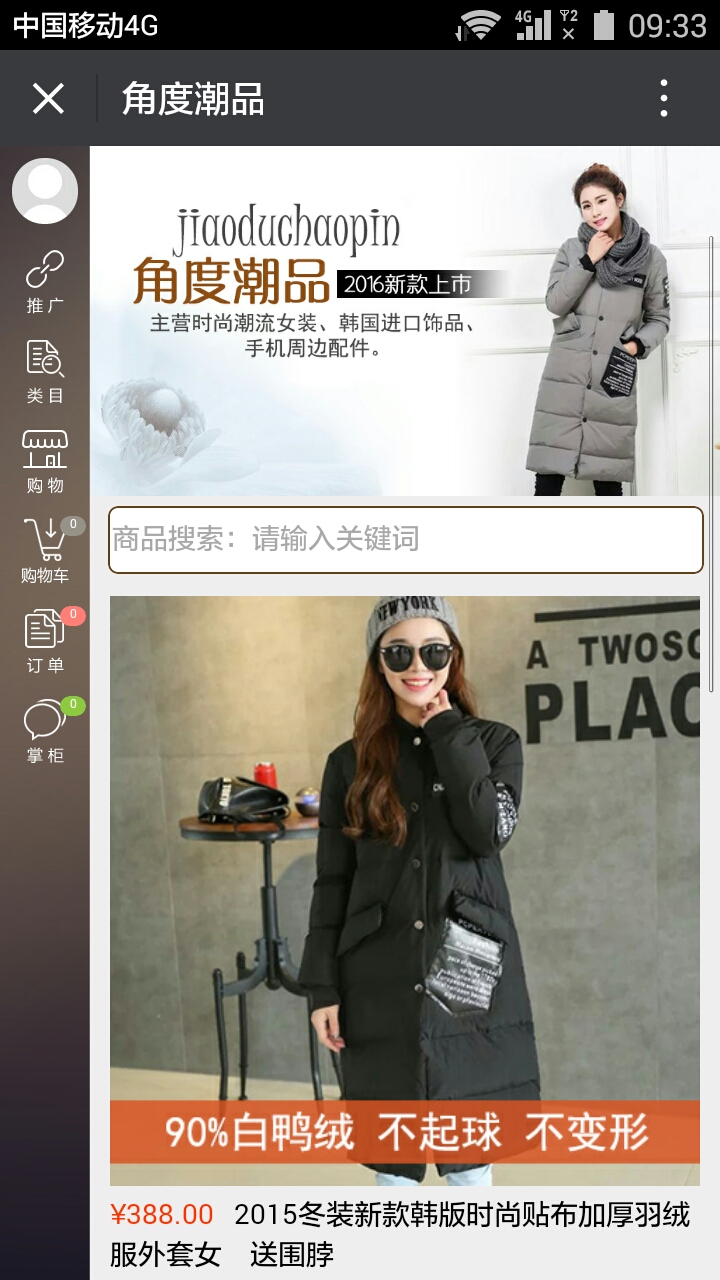 中国移动4G
4G
2
09:33
角度潮品
jiaoduchaopin
角度潮品 2016新款上市
主营时尚潮流女装、韩国进口饰品、
手机周边配件。
推广
类目
购物
0
购物车
0
订单
0
掌柜
商品搜索：请输入关键词
NEW YORK
A TWOSO
PLAC
90%白鸭绒 不起球 不变形
¥388.00 2015冬装新款韩版时尚贴布加厚羽绒
服外套女 送围脖